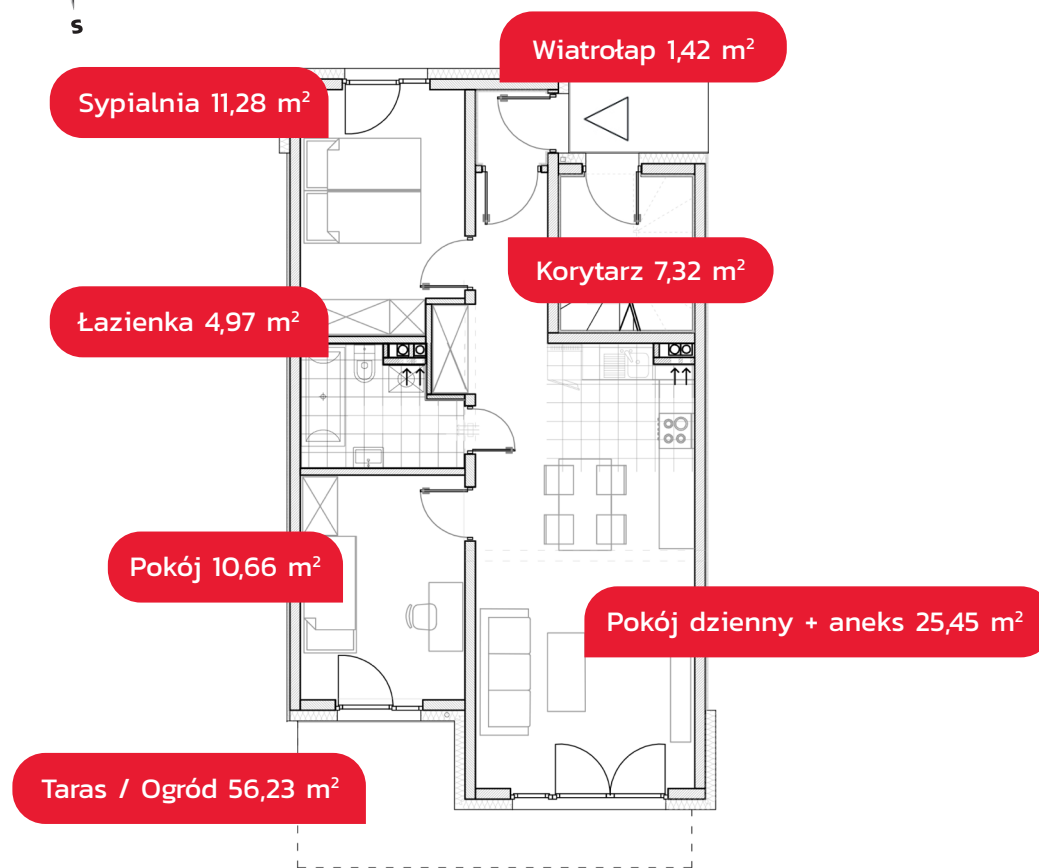 S
Wiatrołap 1,42 m²
Sypialnia 11,28 m²
Korytarz 7,32 m²
Łazienka 4,97 m²
Pokój 10,66 m²
Pokój dzienny + aneks 25,45 m²
Taras / Ogród 56,23 m²